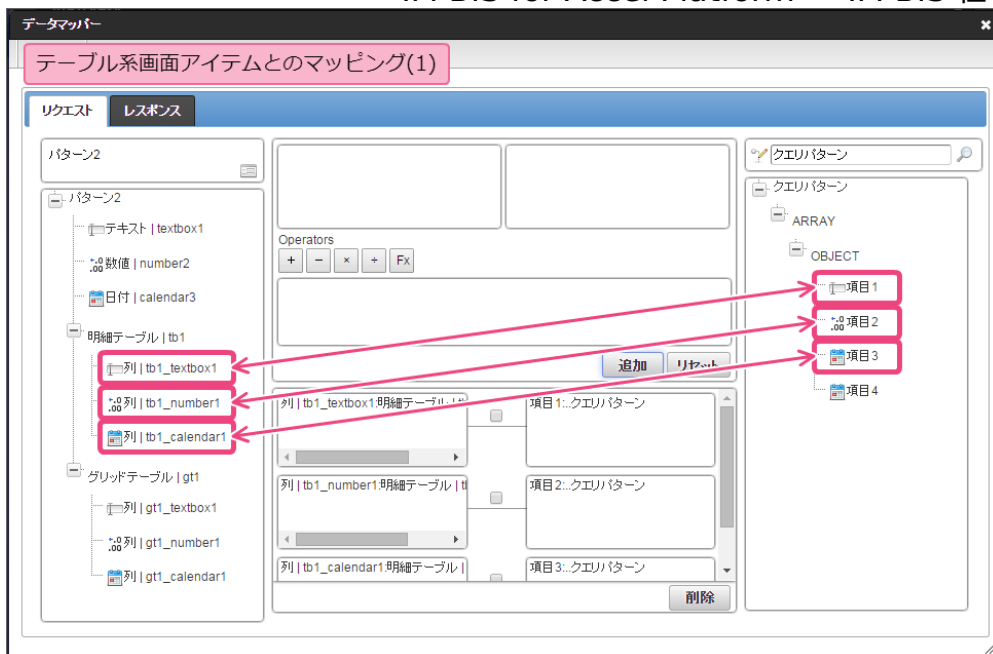 データマッパー
テーブル系画面アイテムとのマッピング(1)
リクエスト レスポンス
パターン2
パターン2
テキスト | textbox1
数値 | number2
日付 | calendar3
明細テーブル | tb1
列 | tb1_textbox1
列 | tb1_number1
列 | tb1_calendar1
グリッドテーブル | gt1
列 | gt1_textbox1
列 | gt1_number1
列 | gt1_calendar1
Operators
+ − × ÷ Fx
追加 リセット
列 | tb1_textbox1:明細テーブル
項目1:..クエリパターン
列 | tb1_number1:明細テーブル |
項目2:..クエリパターン
列 | tb1_calendar1:明細テーブル |
項目3:..クエリパターン
削除
クエリパターン
クエリパターン
ARRAY
OBJECT
項目1
項目2
項目3
項目4